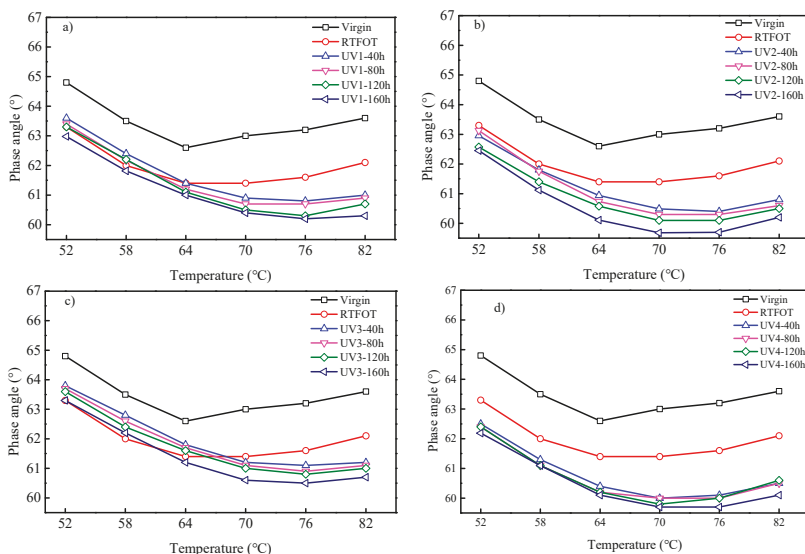 a)
67
66
65
64
63
62
61
60
Phase angle (°)
52 58 64 70 76 82
Temperature (℃)
Virgin
RTFOT
UV1-40h
UV1-80h
UV1-120h
UV1-160h
b)
67
66
65
64
63
62
61
60
Phase angle (°)
52 58 64 70 76 82
Temperature (℃)
Virgin
RTFOT
UV2-40h
UV2-80h
UV2-120h
UV2-160h
c)
67
66
65
64
63
62
61
60
Phase angle (°)
52 58 64 70 76 82
Temperature (℃)
Virgin
RTFOT
UV3-40h
UV3-80h
UV3-120h
UV3-160h
d)
67
66
65
64
63
62
61
60
Phase angle (°)
52 58 64 70 76 82
Temperature (℃)
Virgin
RTFOT
UV4-40h
UV4-80h
UV4-120h
UV4-160h